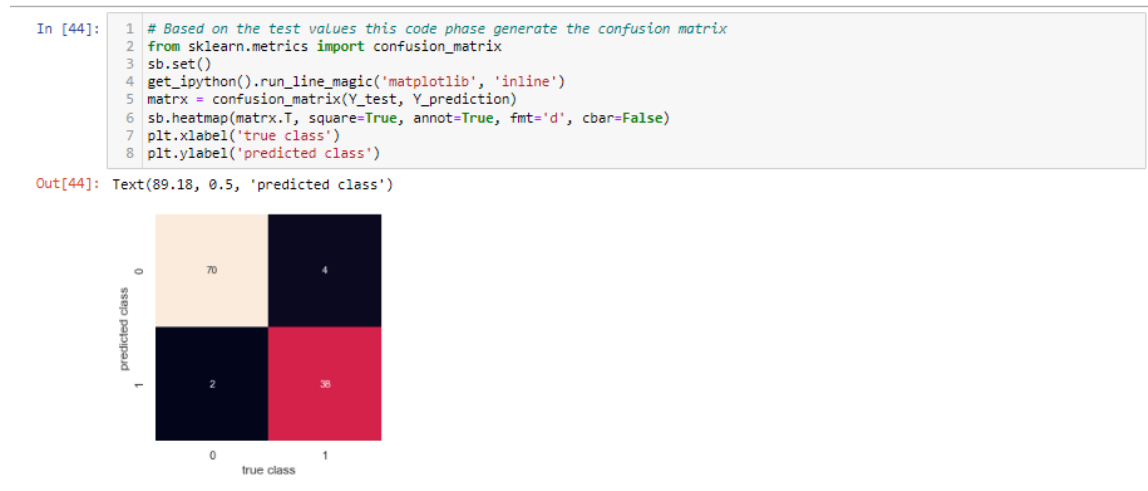 In [44]:
1 # Based on the test values this code phase generate the confusion matrix
2 from sklearn.metrics import confusion_matrix
3 sb.set()
4 get_ipython().run_line_magic('matplotlib', 'inline')
5 matrx = confusion_matrix(Y_test, Y_prediction)
6 sb.heatmap(matrx.T, square=True, annot=True, fmt='d', cbar=False)
7 plt.xlabel('true class')
8 plt.ylabel('predicted class')
Out[44]: Text(89.18, 0.5, 'predicted class')
predicted class
0
70
4
1
2
38
0
1
true class